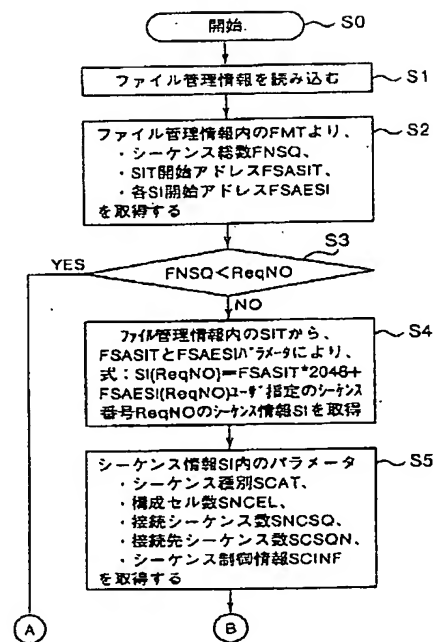 開始
S0
ファイル管理情報を読み込む
S1
ファイル管理情報内のFMTより、
・シーケンス総数FNSQ、
・SIT開始アドレスFSASIT、
・各SI開始アドレスFSAESI
を取得する
S2
FNSQ<ReqNO
S3
YES
NO
ファイル管理情報内のSITから、
FSASITとFSAESIパラメータにより、
式:SI(ReqNO)=FSASIT*2048+
FSAESI(ReqNO)ユーザ指定のシーケンス
番号ReqNOのシーケンス情報SIを取得
S4
シーケンス情報SI内のパラメータ
・シーケンス種別SCAT、
・構成セル数SNCEL、
・接続シーケンス数SNCSQ、
・接続先シーケンス数SCSQN、
・シーケンス制御情報SCINF
を取得する
S5
A
B